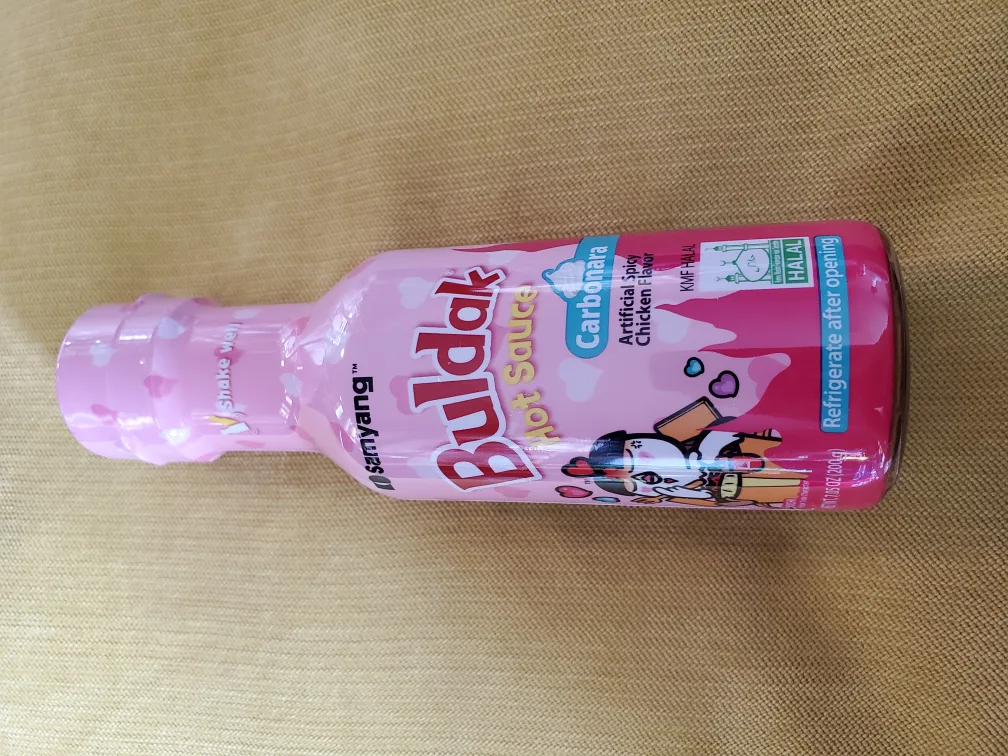 shake well
samyang™
Buldak
Hot Sauce
Carbonara
Artificial Spicy
Chicken Flavor
KMF HALAL
HALAL
Refrigerate after opening